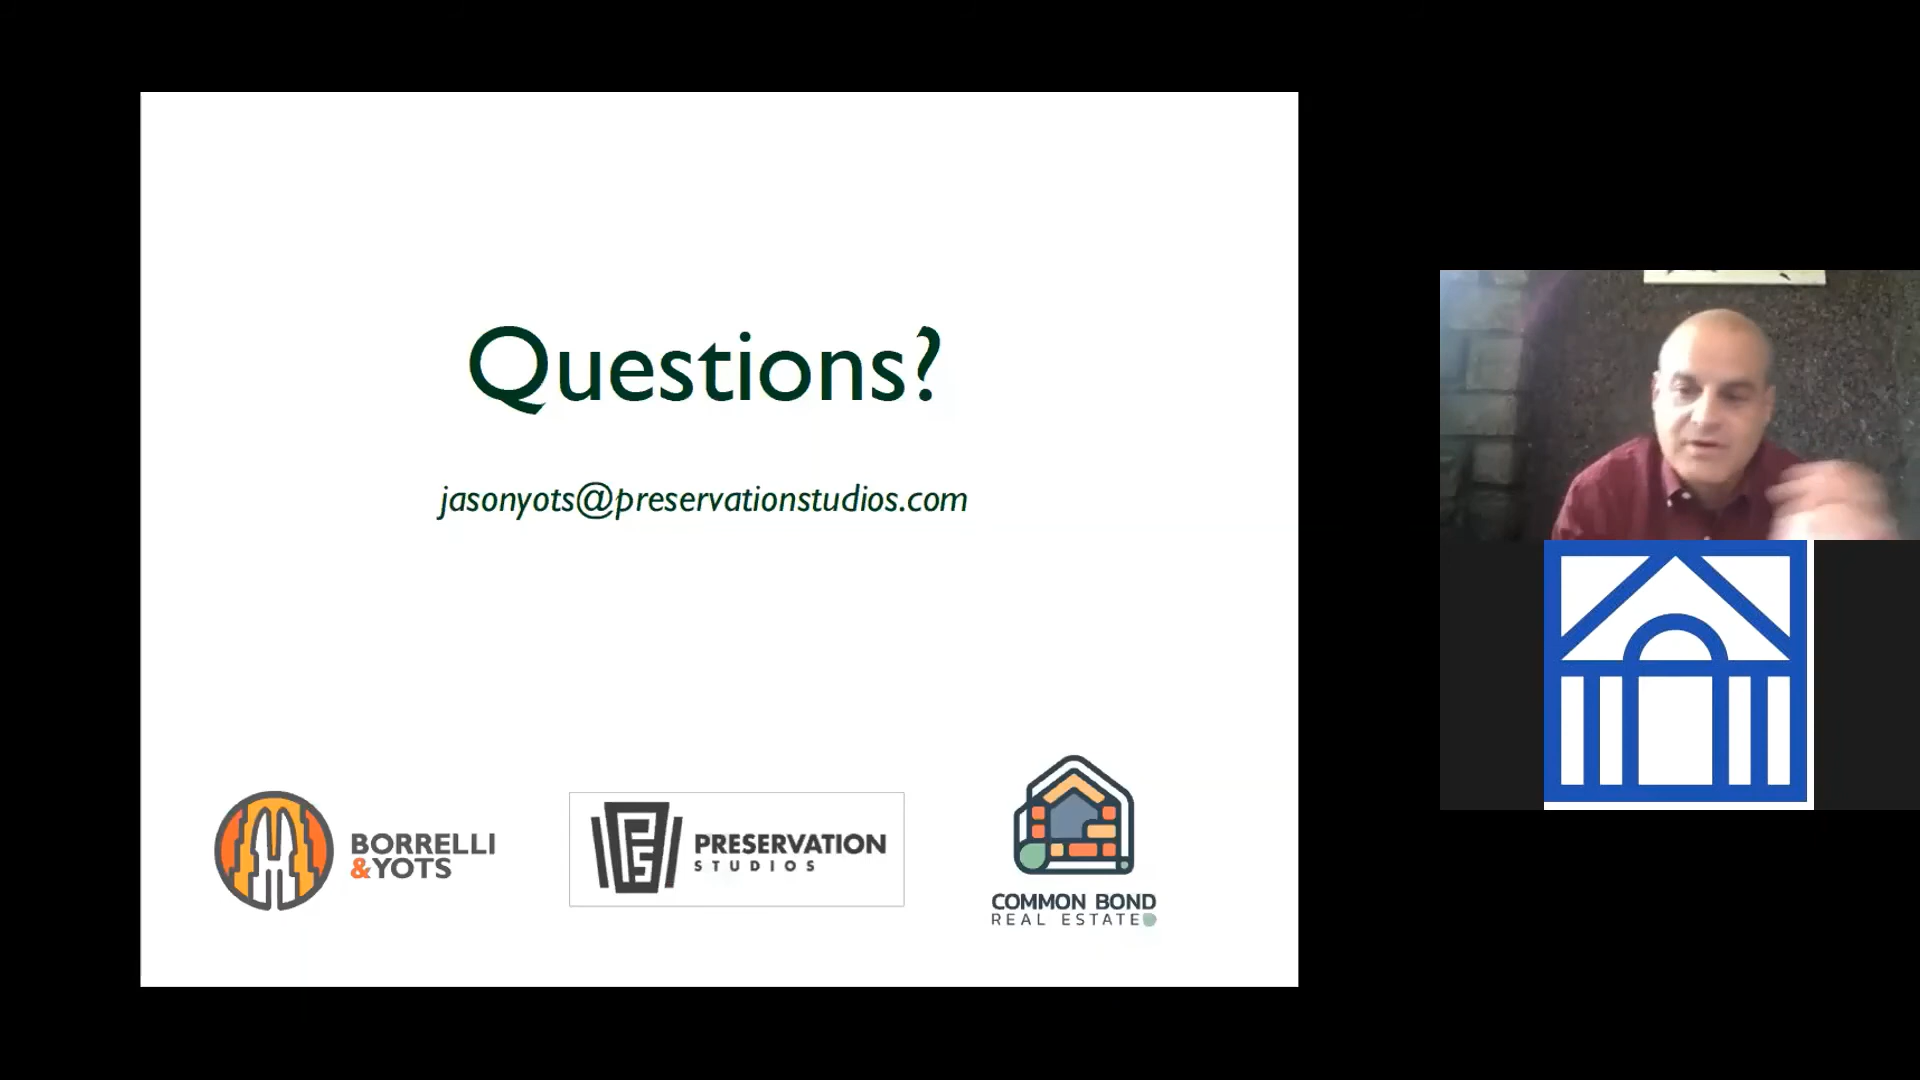 Questions?
jasonyots@preservationstudios.com
BORRELLI
&YOTS
PRESERVATION
STUDIOS
COMMON BOND
REAL ESTATE